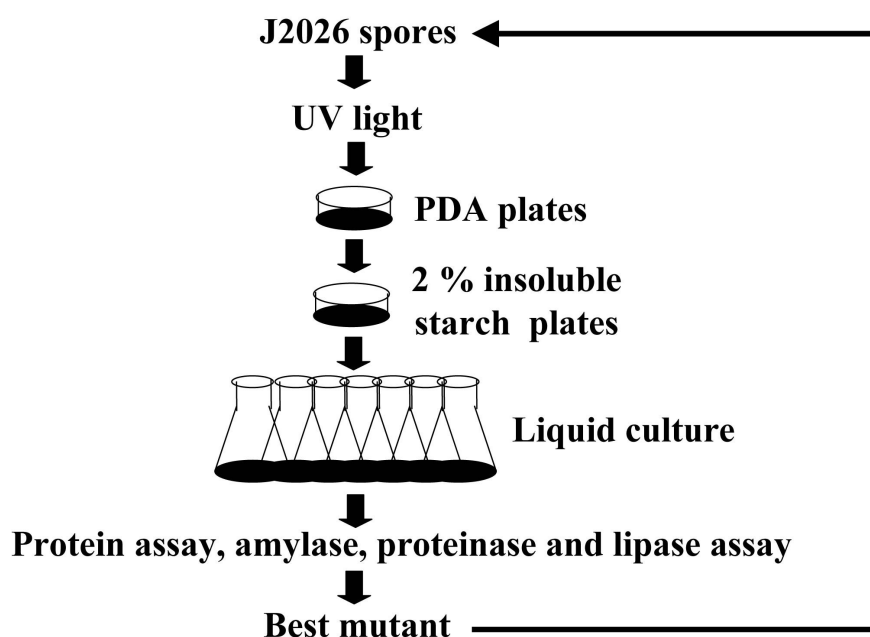 J2026 spores
UV light
PDA plates
2 % insoluble
starch plates
Liquid culture
Protein assay, amylase, proteinase and lipase assay
Best mutant